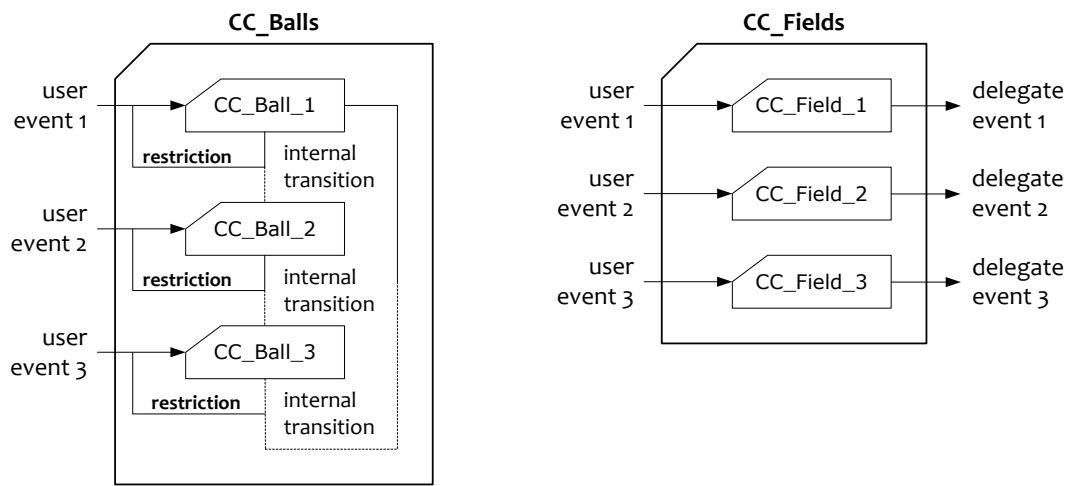 CC_Balls
user
event 1
CC_Ball_1
restriction
internal
transition
user
event 2
CC_Ball_2
restriction
internal
transition
user
event 3
CC_Ball_3
restriction
internal
transition
CC_Fields
user
event 1
CC_Field_1
delegate
event 1
user
event 2
CC_Field_2
delegate
event 2
user
event 3
CC_Field_3
delegate
event 3